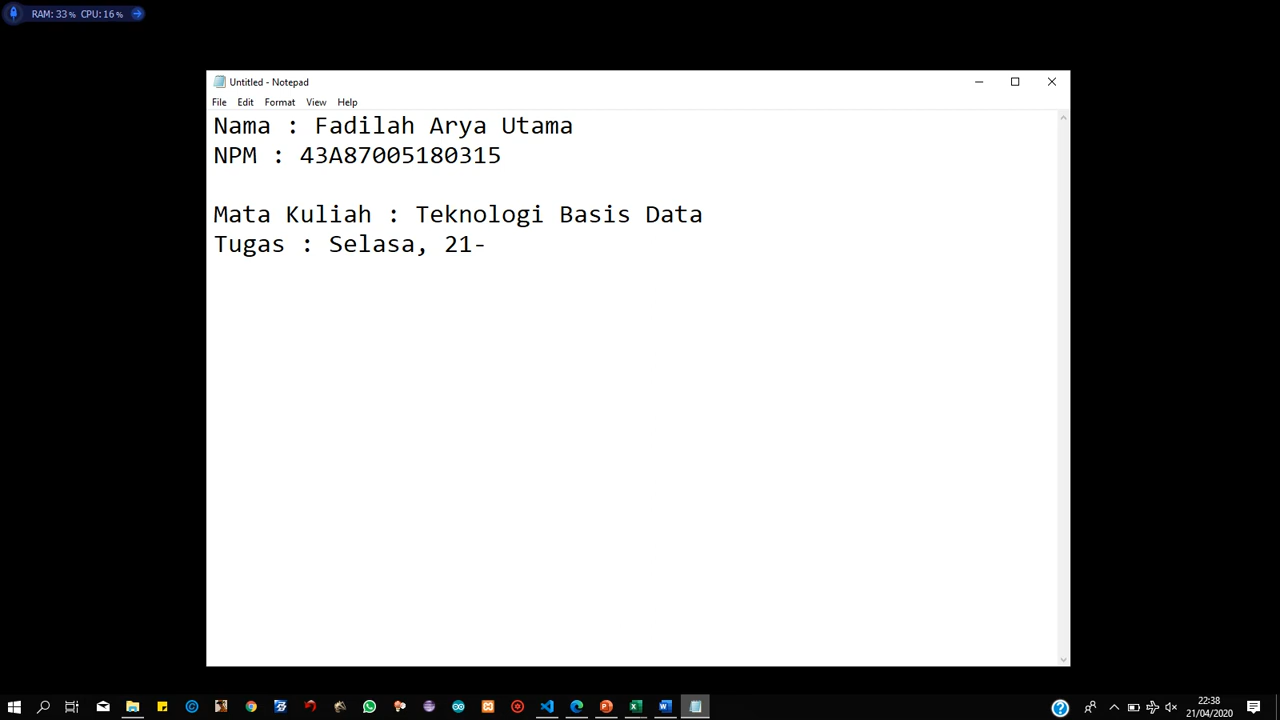 RAM: 33 % CPU: 16 %
Untitled - Notepad
File Edit Format View Help
Nama : Fadilah Arya Utama
NPM : 43A87005180315
Mata Kuliah : Teknologi Basis Data
Tugas : Selasa, 21-
22:38
21/04/2020